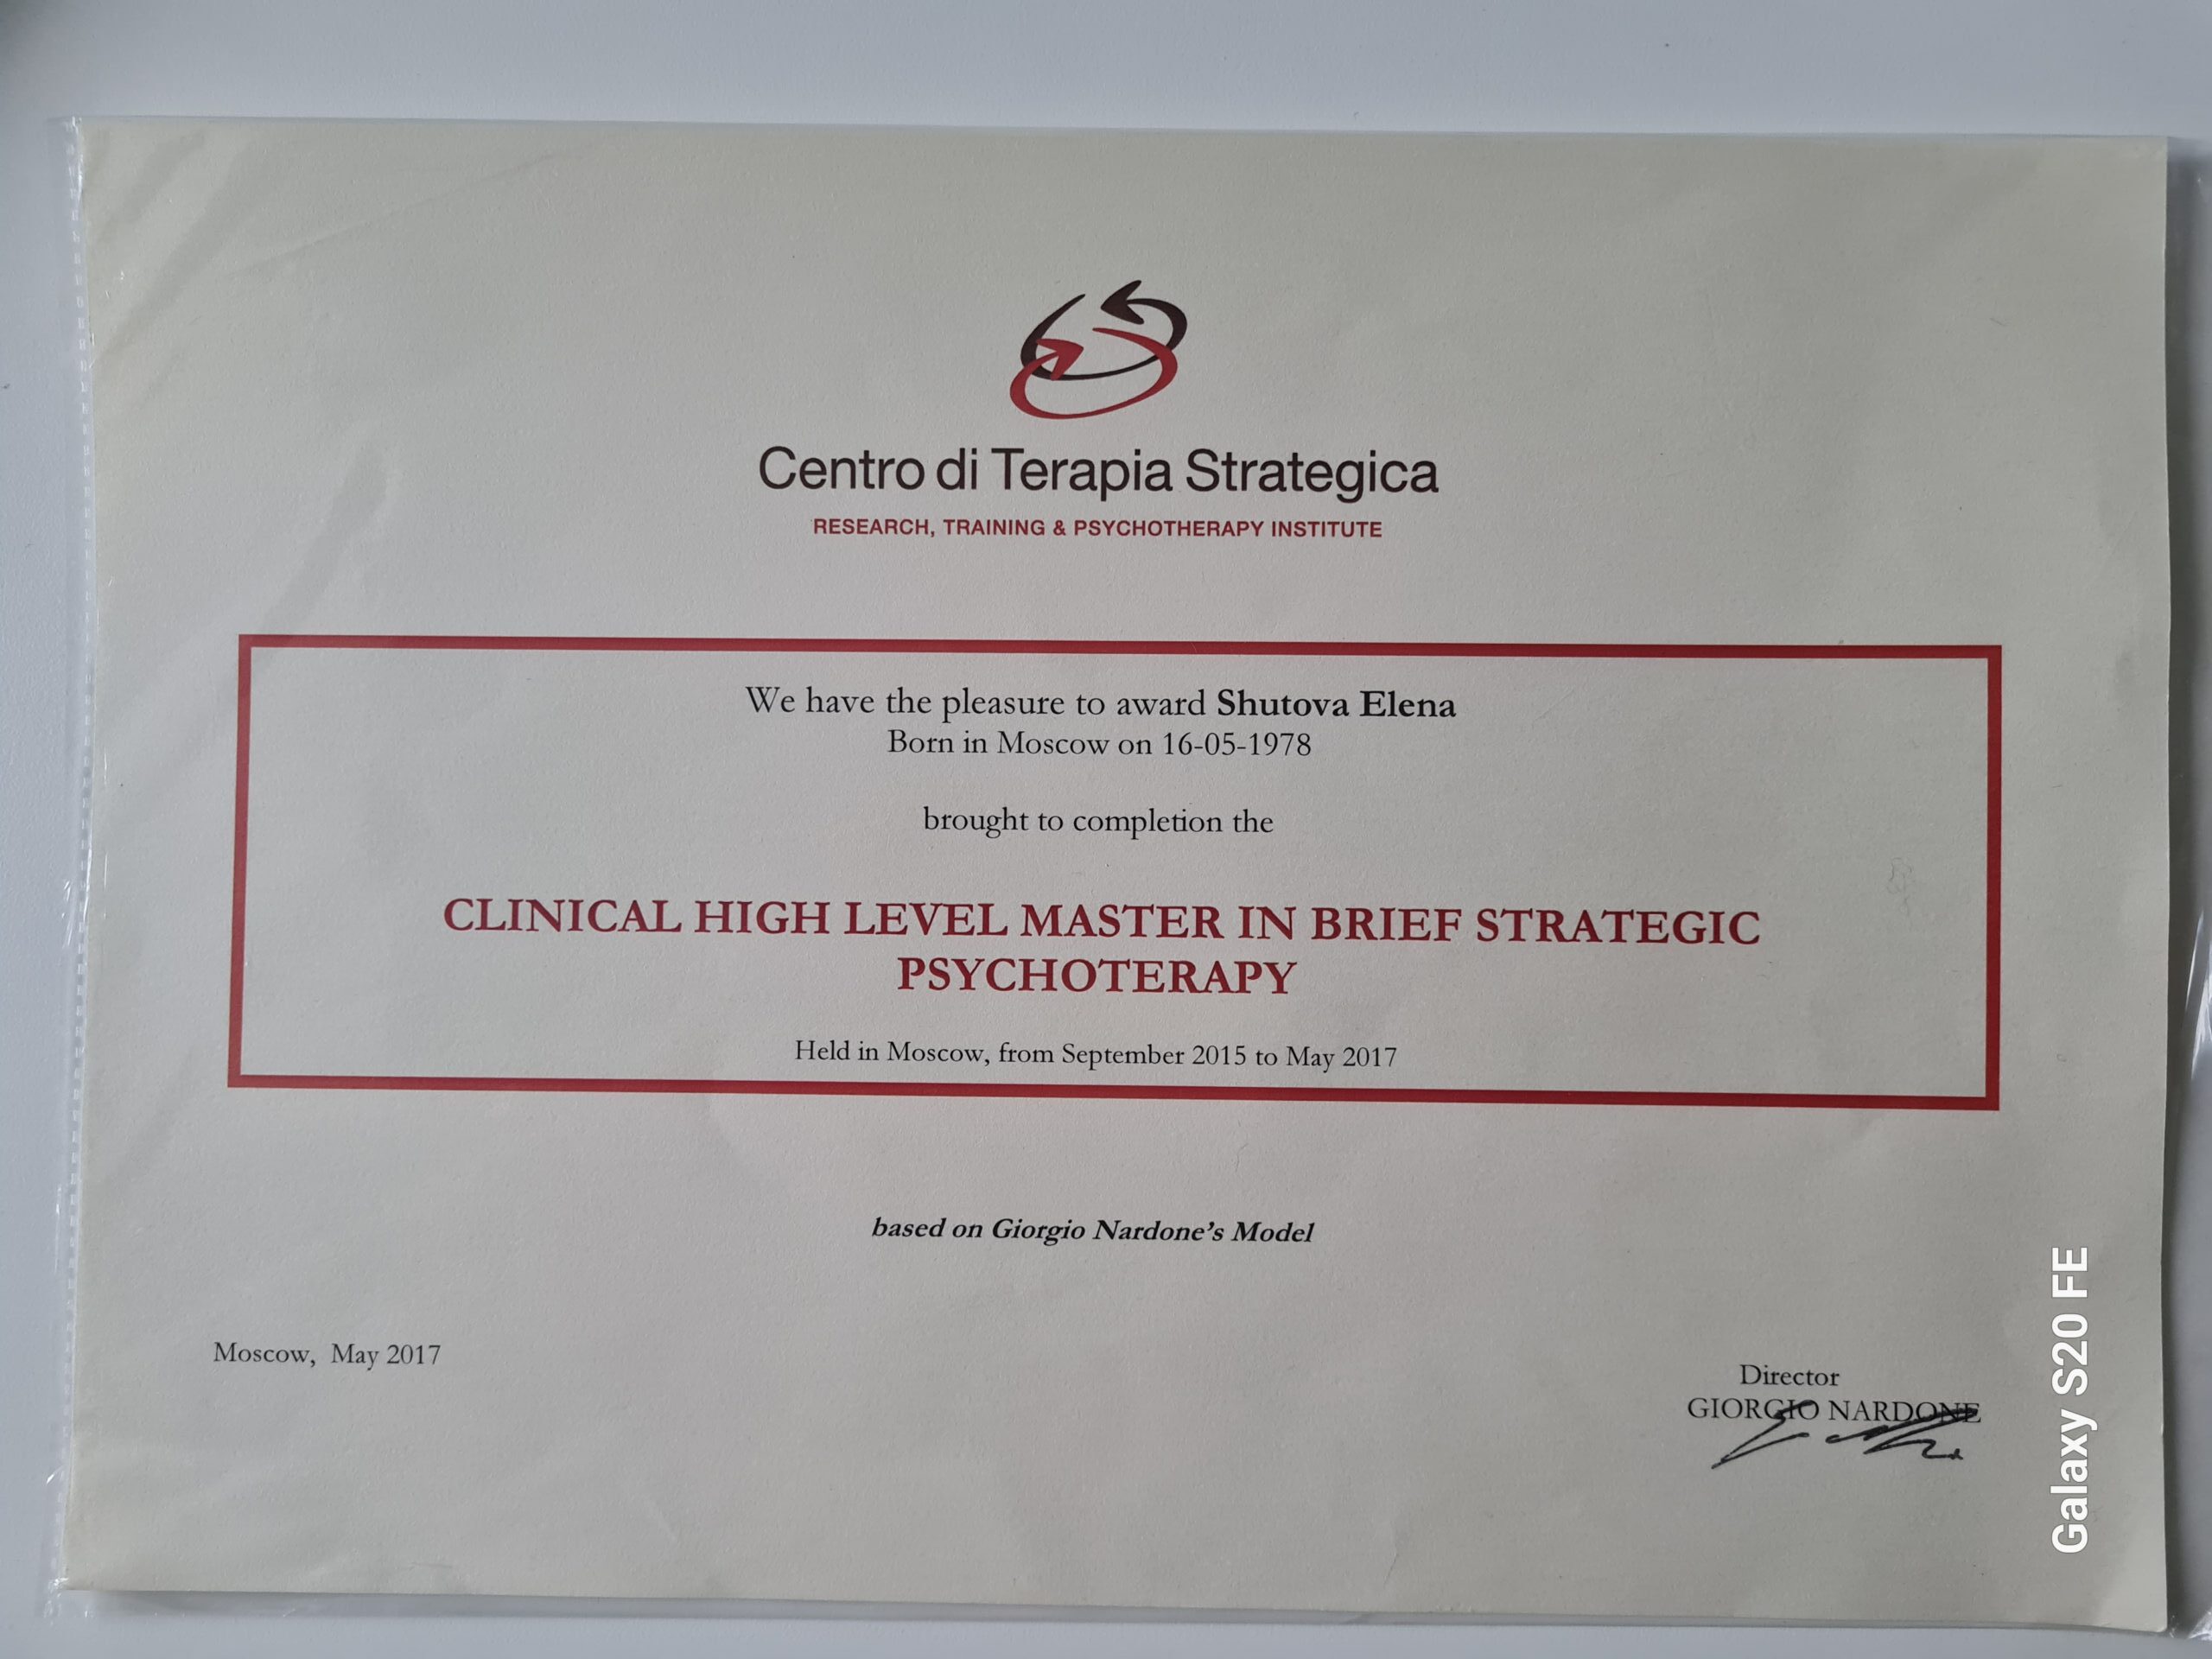 Centro di Terapia Strategica
RESEARCH, TRAINING & PSYCHOTHERAPY INSTITUTE
We have the pleasure to award Shutova Elena
Born in Moscow on 16-05-1978
brought to completion the
CLINICAL HIGH LEVEL MASTER IN BRIEF STRATEGIC
PSYCHOTERAPY
Held in Moscow, from September 2015 to May 2017
based on Giorgio Nardone's Model
Moscow, May 2017
Director
GIORGIO NARDONE
Galaxy S20 FE